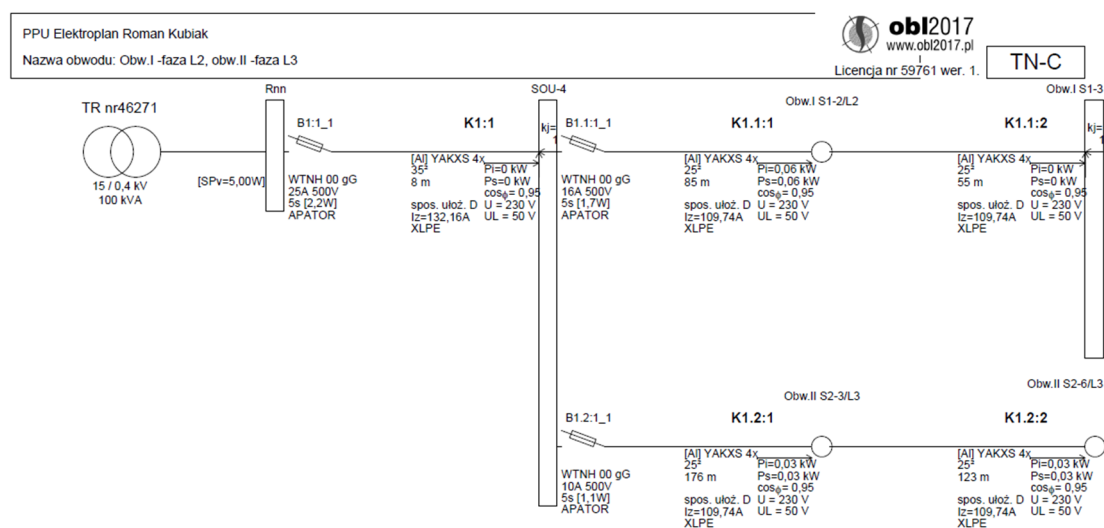 PPU Elektroplan Roman Kubiak
Nazwa obwodu: Obw.I -faza L2, obw.II -faza L3
obl2017
www.obl2017.pl
Licencja nr 59761 wer. 1.
TN-C
TR nr46271
15 / 0,4 kV
100 kVA
Rnn
[SPv=5,00W]
B1:1_1
WTNH 00 gG
25A 500V
5s [2,2W]
APATOR
K1:1
[Al] YAKXS 4x
35²
8 m
spos. ułoż. D
Iz=132,16A
XLPE
Pi=0 kW
Ps=0 kW
cosϕ= 0,95
U = 230 V
UL = 50 V
SOU-4
kj=
1
B1.1:1_1
WTNH 00 gG
16A 500V
5s [1,7W]
APATOR
K1.1:1
[Al] YAKXS 4x
25²
85 m
spos. ułoż. D
Iz=109,74A
XLPE
Pi=0,06 kW
Ps=0,06 kW
cosϕ= 0,95
U = 230 V
UL = 50 V
Obw.I S1-2/L2
K1.1:2
[Al] YAKXS 4x
25²
55 m
spos. ułoż. D
Iz=109,74A
XLPE
Pi=0 kW
Ps=0 kW
cosϕ= 0,95
U = 230 V
UL = 50 V
Obw.I S1-3
kj=
1
B1.2:1_1
WTNH 00 gG
10A 500V
5s [1,1W]
APATOR
K1.2:1
[Al] YAKXS 4x
25²
176 m
spos. ułoż. D
Iz=109,74A
XLPE
Pi=0,03 kW
Ps=0,03 kW
cosϕ= 0,95
U = 230 V
UL = 50 V
Obw.II S2-3/L3
K1.2:2
[Al] YAKXS 4x
25²
123 m
spos. ułoż. D
Iz=109,74A
XLPE
Pi=0,03 kW
Ps=0,03 kW
cosϕ= 0,95
U = 230 V
UL = 50 V
Obw.II S2-6/L3